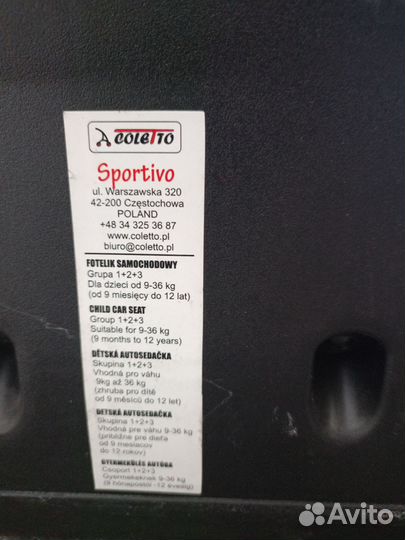 COLETTO
Sportivo
ul. Warszawska 320
42-200 Częstochowa
POLAND
+48 34 325 36 87
www.coletto.pl
biuro@coletto.pl
FOTELIK SAMOCHODOWY
Grupa 1+2+3
Dla dzieci od 9-36 kg
(od 9 miesięcy do 12 lat)
CHILD CAR SEAT
Group 1+2+3
Suitable for 9-36 kg
(9 months to 12 years)
DĚTSKÁ AUTOSEDAČKA
Skupina 1+2+3
Vhodná pro váhu
9kg až 36 kg
(zhruba pro dítě
od 9 měsíců do 12 let)
DETSKÁ AUTOSEDAČKA
Skupina 1+2+3
Vhodná pre váhu 9-36 kg
(približne pre dieťa
od 9 mesiacov
do 12 rokov)
GYERMEKÜLÉS AUTÓBA
Csoport 1+2+3
Gyermekeknek 9-36 kg
(9 hónapostól -12 évesig)
Avito